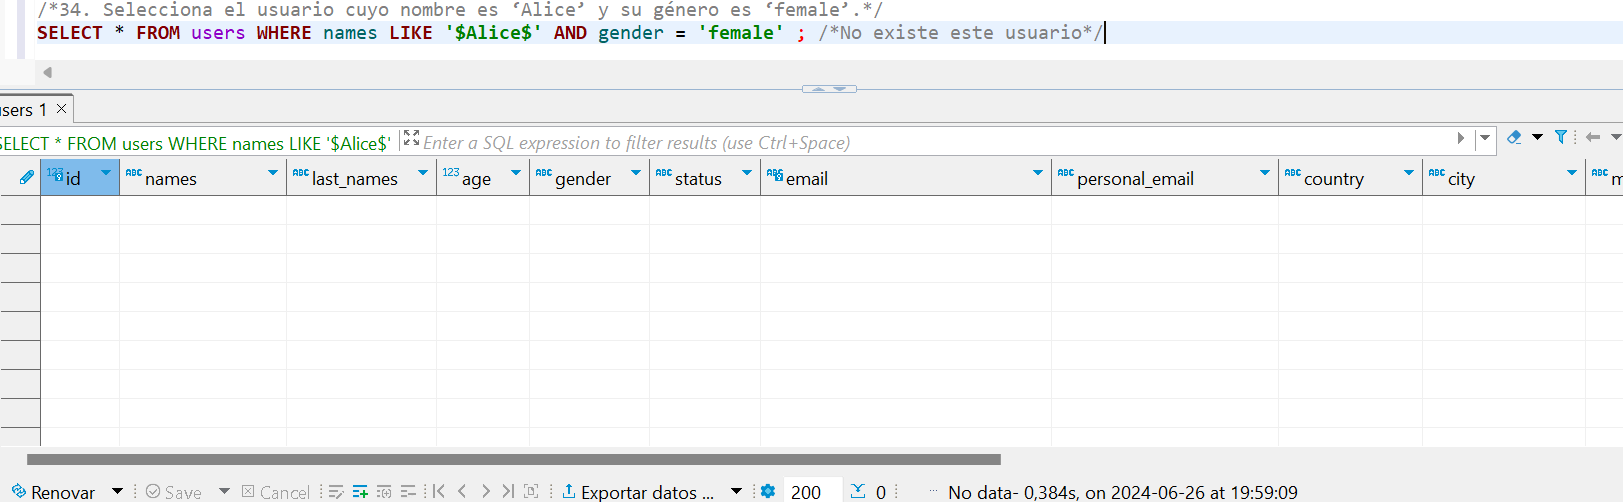 /*34. Selecciona el usuario cuyo nombre es ‘Alice’ y su género es ‘female’.*/
SELECT * FROM users WHERE names LIKE '$Alice$' AND gender = 'female' ; /*No existe este usuario*/
users 1
SELECT * FROM users WHERE names LIKE '$Alice$' Enter a SQL expression to filter results (use Ctrl+Space)
123 id ABC names ABC last_names 123 age ABC gender ABC status ABC email ABC personal_email ABC country ABC city ABC m
Renovar Save Cancel Exportar datos ... 200 0 No data- 0,384s, on 2024-06-26 at 19:59:09